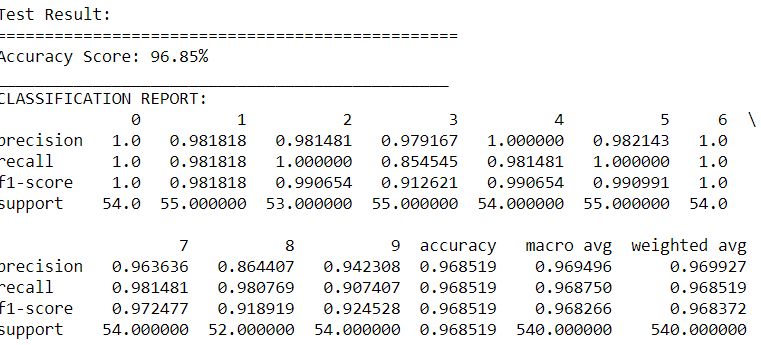 Test Result:
================================================
Accuracy Score: 96.85%
_______________________________________________
CLASSIFICATION REPORT:
0 1 2 3 4 5 6 \
precision 1.0 0.981818 0.981481 0.979167 1.000000 0.982143 1.0
recall 1.0 0.981818 1.000000 0.854545 0.981481 1.000000 1.0
f1-score 1.0 0.981818 0.990654 0.912621 0.990654 0.990991 1.0
support 54.0 55.000000 53.000000 55.000000 54.000000 55.000000 54.0
7 8 9 accuracy macro avg weighted avg
precision 0.963636 0.864407 0.942308 0.968519 0.969496 0.969927
recall 0.981481 0.980769 0.907407 0.968519 0.968750 0.968519
f1-score 0.972477 0.918919 0.924528 0.968519 0.968266 0.968372
support 54.000000 52.000000 54.000000 0.968519 540.000000 540.000000